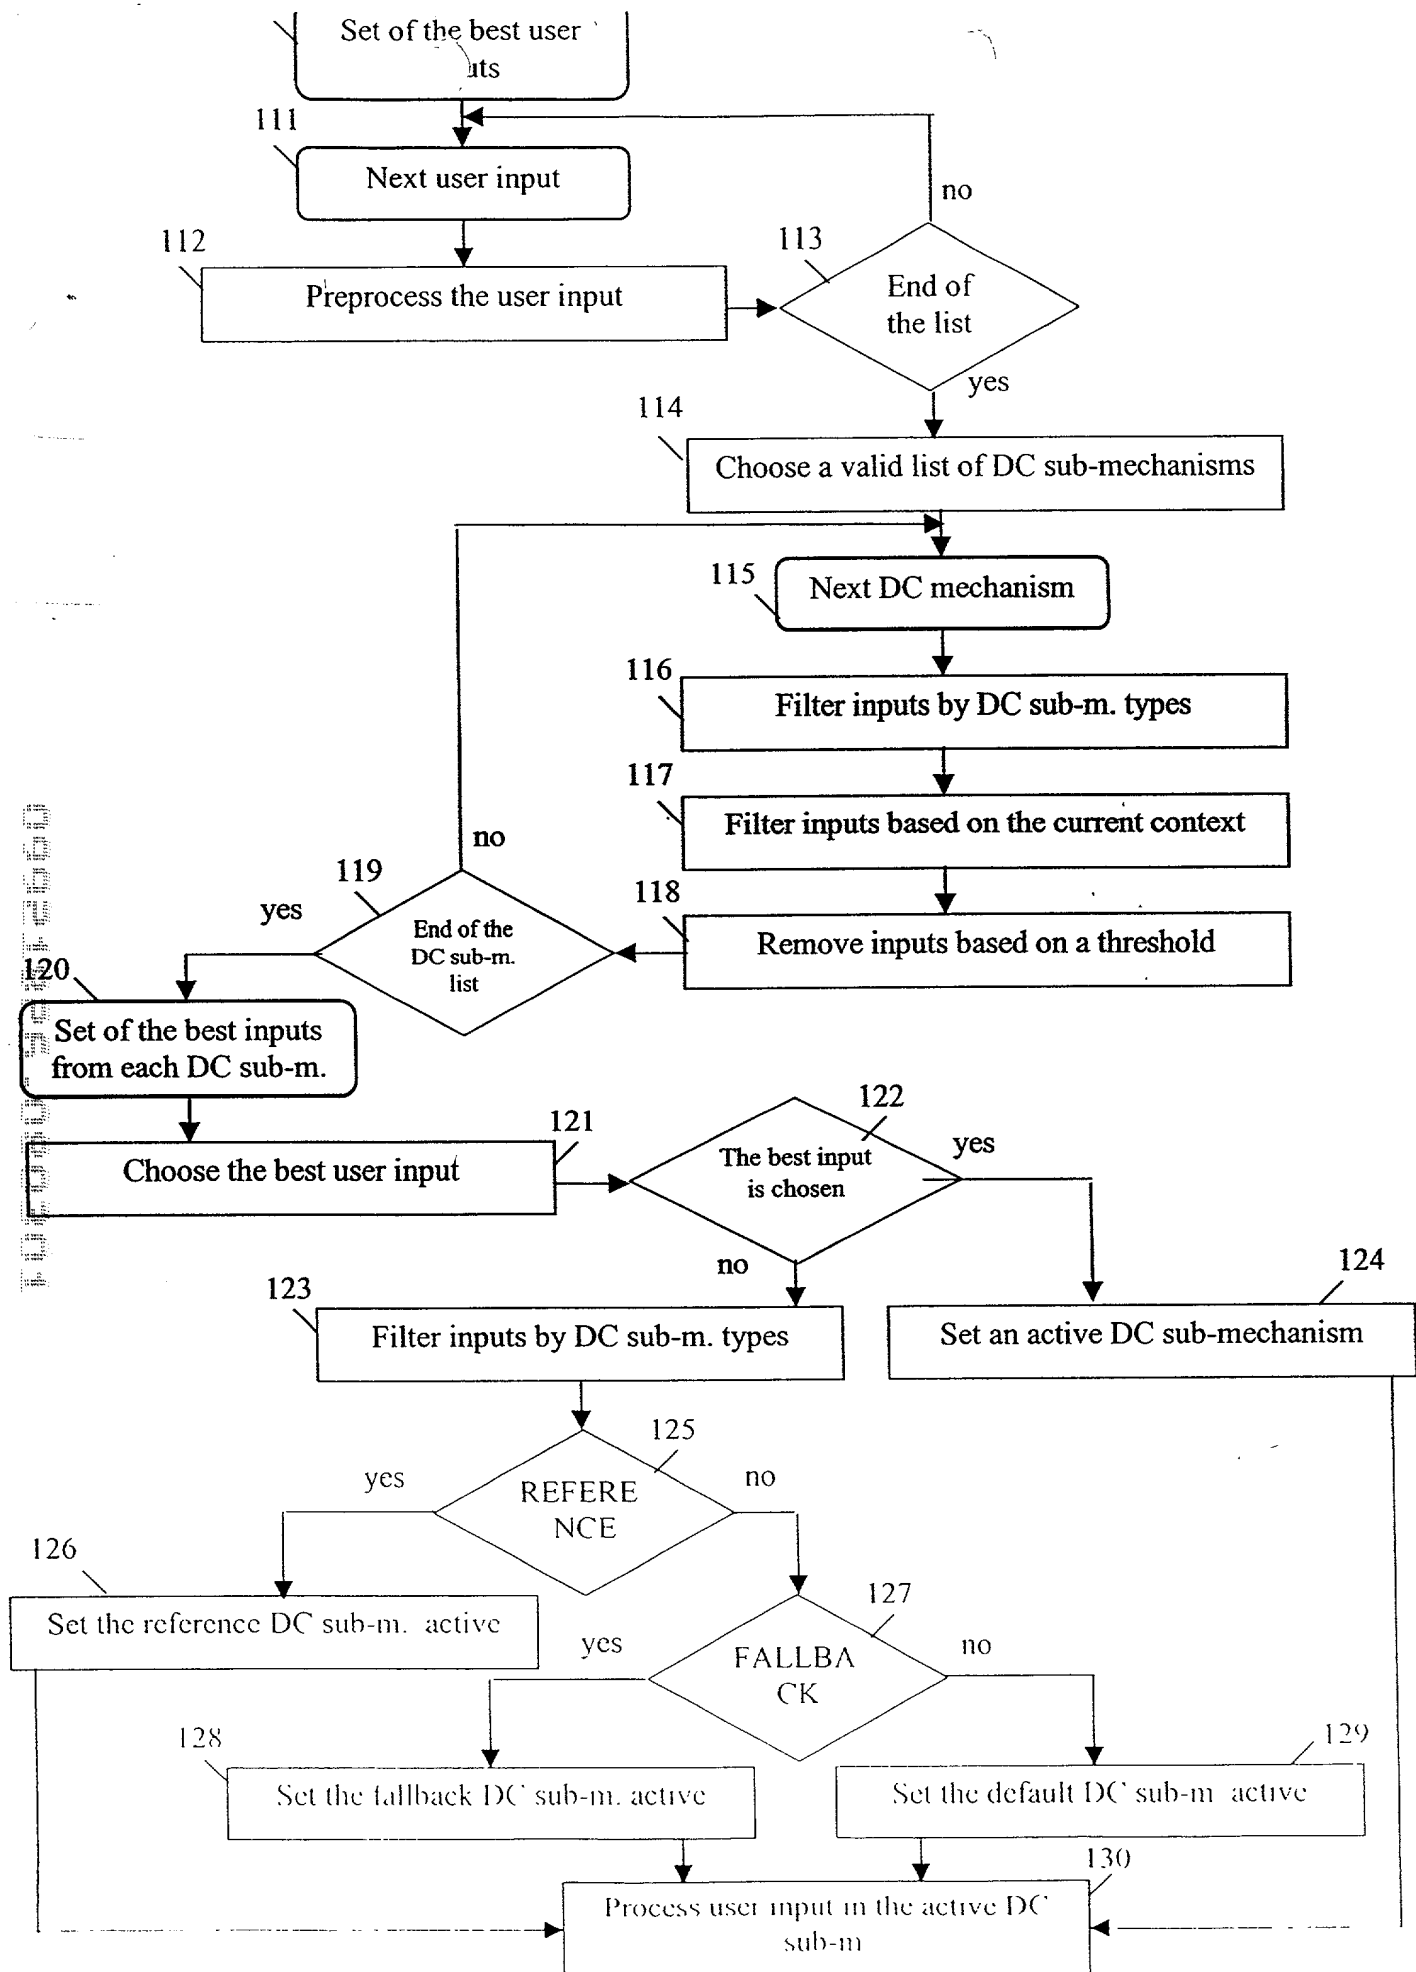 Set of the best user
uts
111
Next user input
no
112
Preprocess the user input
113
End of
the list
yes
114
Choose a valid list of DC sub-mechanisms
115
Next DC mechanism
116
Filter inputs by DC sub-m. types
117
Filter inputs based on the current context
118
Remove inputs based on a threshold
no
119
yes
End of the
DC sub-m.
list
120
Set of the best inputs
from each DC sub-m.
121
Choose the best user input
122
The best input
is chosen
yes
no
123
Filter inputs by DC sub-m. types
124
Set an active DC sub-mechanism
125
yes
REFERE
NCE
no
126
Set the reference DC sub-m. active
127
yes
FALLBA
CK
no
128
Set the fallback DC sub-m. active
129
Set the default DC sub-m active
130
Process user input in the active DC
sub-m